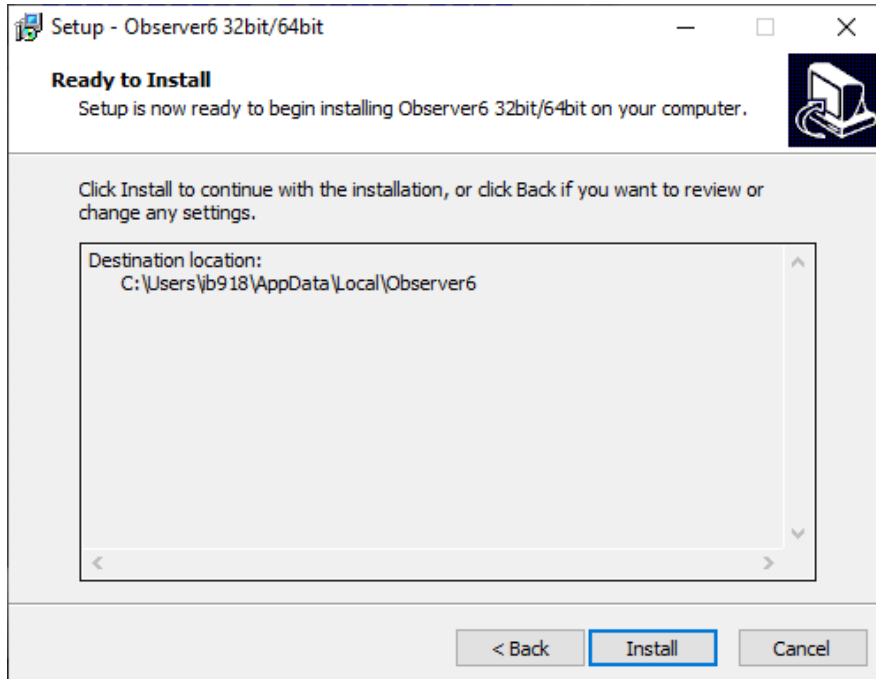 Setup - Observer6 32bit/64bit
Ready to Install
Setup is now ready to begin installing Observer6 32bit/64bit on your computer.
Click Install to continue with the installation, or click Back if you want to review or
change any settings.
Destination location:
C:\Users\ib918\AppData\Local\Observer6
< Back
Install
Cancel